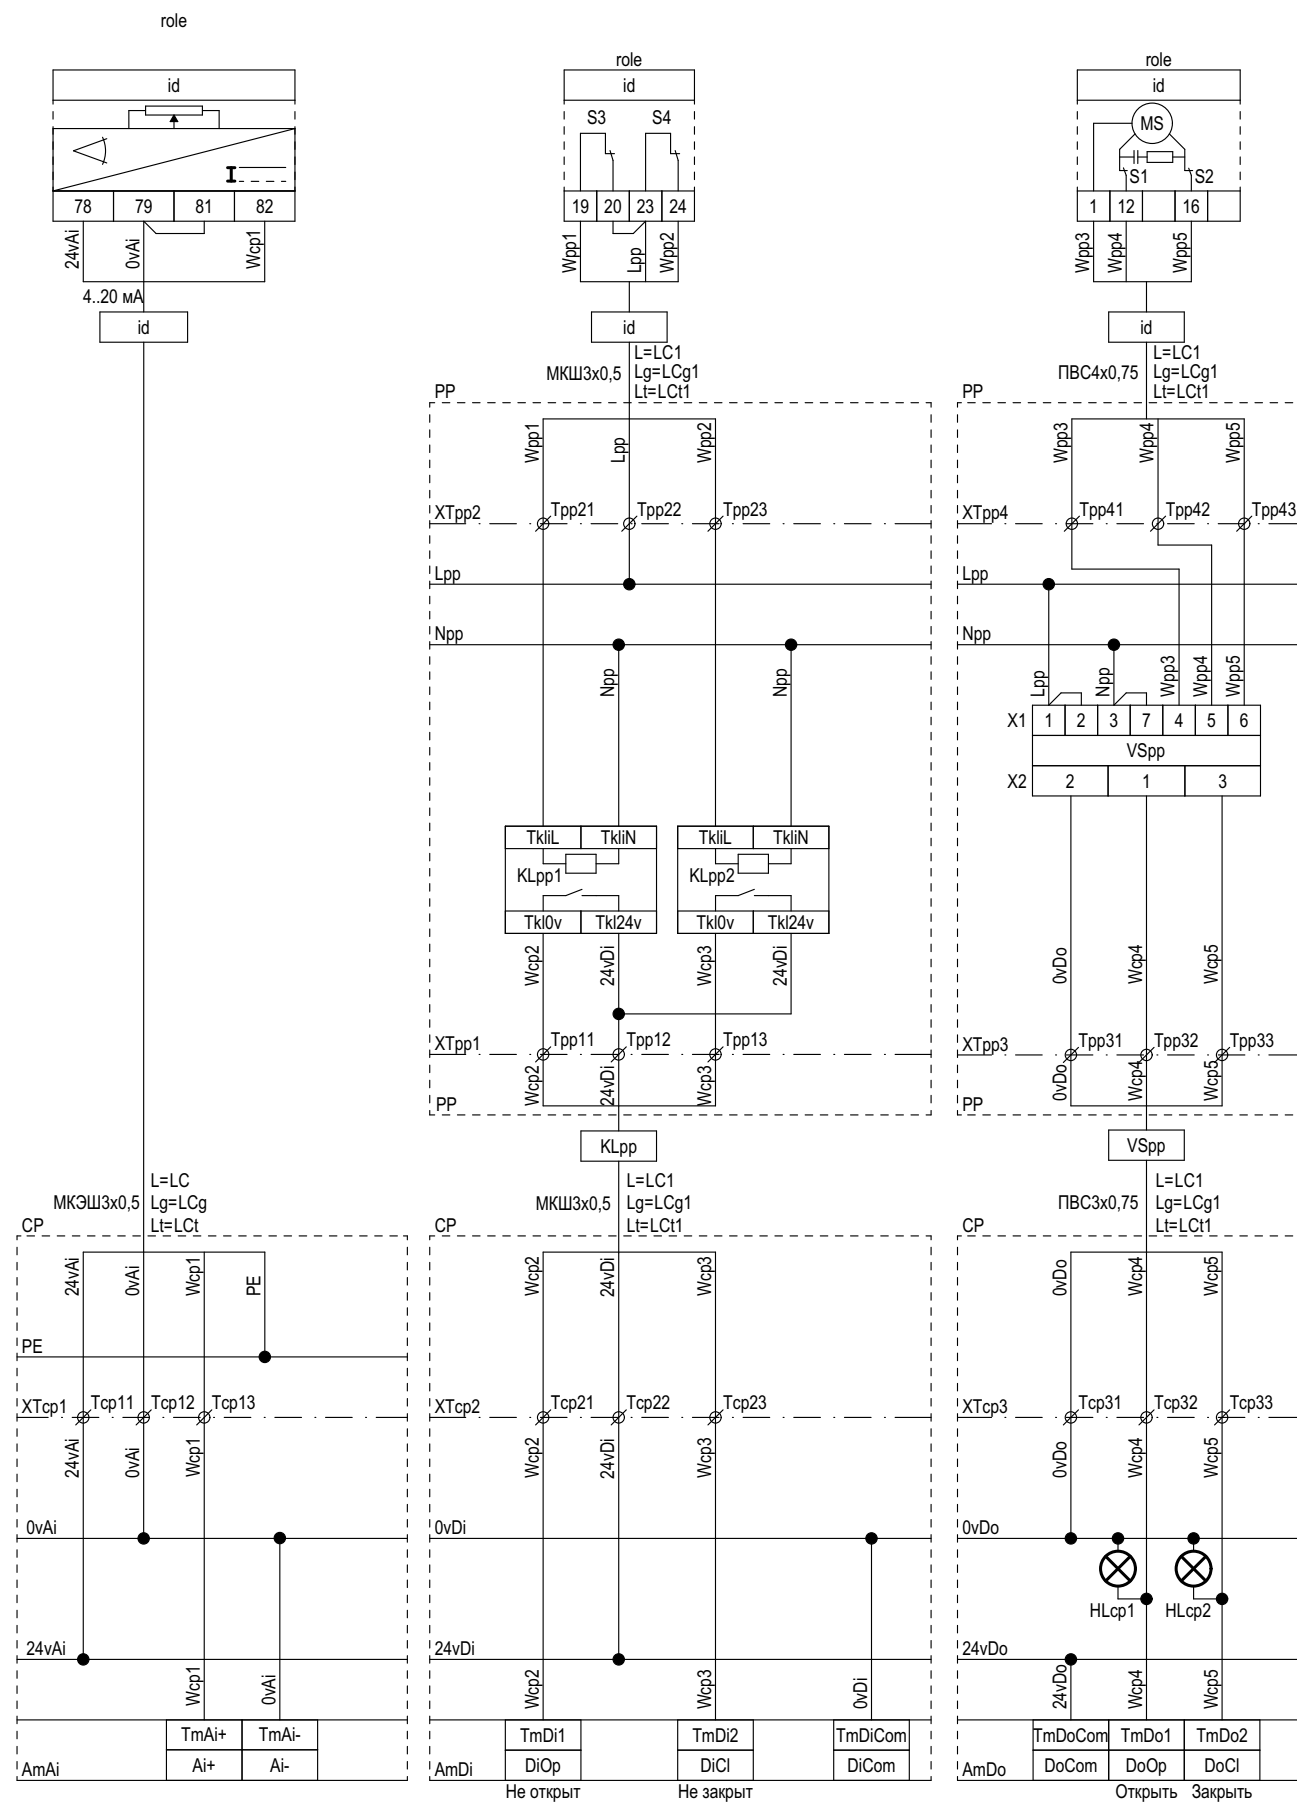 role
role
role
id
id
id
S3 S4
MS
S1 S2
78 79 81 82
19 20 23 24
1 12 16
24vAi 0vAi Wcp1
Wpp1 Lpp Wpp2
Wpp3 Wpp4 Wpp5
4..20 мА
id
id
id
МКШ3х0,5
L=LC1
Lg=LCg1
Lt=LCt1
ПВС4х0,75
L=LC1
Lg=LCg1
Lt=LCt1
PP
PP
Wpp1 Lpp Wpp2
Wpp3 Wpp4 Wpp5
XTpp2 Tpp21 Tpp22 Tpp23
XTpp4 Tpp41 Tpp42 Tpp43
Lpp
Lpp
Npp
Npp
Npp Npp
Lpp Npp Wpp3 Wpp4 Wpp5
X1 1 2 3 7 4 5 6
VSpp
X2 2 1 3
TkliL TkliN TkliL TkliN
KLpp1 KLpp2
Tkl0v Tkl24v Tkl0v Tkl24v
Wcp2 24vDi Wcp3 24vDi
0vDo Wcp4 Wcp5
XTpp1 Tpp11 Tpp12 Tpp13
XTpp3 Tpp31 Tpp32 Tpp33
Wcp2 24vDi Wcp3
0vDo Wcp4 Wcp5
PP
PP
KLpp
VSpp
МКЭШ3х0,5
L=LC
Lg=LCg
Lt=LCt
МКШ3х0,5
L=LC1
Lg=LCg1
Lt=LCt1
ПВС3х0,75
L=LC1
Lg=LCg1
Lt=LCt1
CP
CP
CP
24vAi 0vAi Wcp1 PE
Wcp2 24vDi Wcp3
0vDo Wcp4 Wcp5
PE
XTcp1 Tcp11 Tcp12 Tcp13
XTcp2 Tcp21 Tcp22 Tcp23
XTcp3 Tcp31 Tcp32 Tcp33
24vAi 0vAi Wcp1
Wcp2 24vDi Wcp3
0vDo Wcp4 Wcp5
0vAi
0vDi
0vDo
HLcp1 HLcp2
24vAi
24vDi
24vDo
Wcp1 0vAi
Wcp2 Wcp3 0vDi
24vDo Wcp4 Wcp5
TmAi+ TmAi-
TmDi1 TmDi2 TmDiCom
TmDoCom TmDo1 TmDo2
AmAi Ai+ Ai-
AmDi DiOp DiCl DiCom
AmDo DoCom DoOp DoCl
Не открыт Не закрыт
Открыть Закрыть